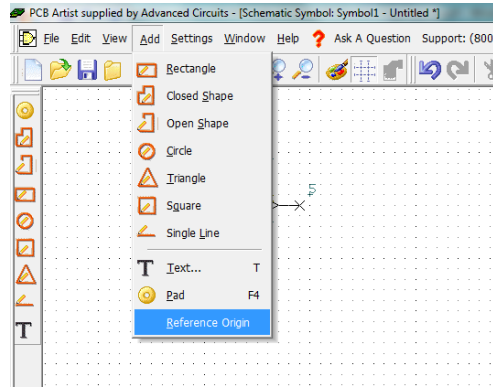 PCB Artist supplied by Advanced Circuits - [Schematic Symbol: Symbol1 - Untitled *]
File Edit View Add Settings Window Help ? Ask A Question Support: (800
Rectangle
Closed Shape
Open Shape
Circle
Triangle
Square
Single Line
T Text... T
Pad F4
Reference Origin
5
T